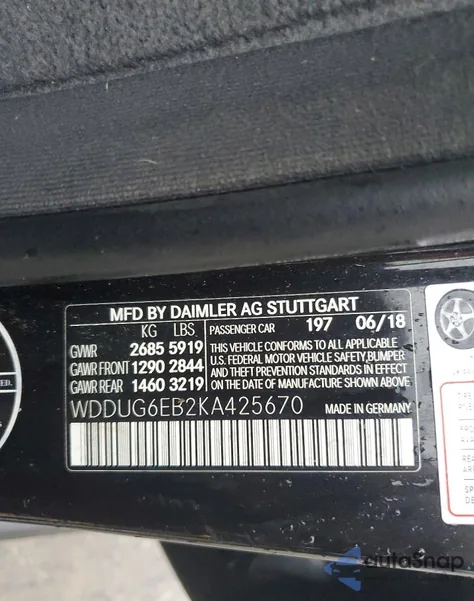 MFD BY DAIMLER AG STUTTGART
KG LBS PASSENGER CAR 197 06/18
GVWR 2685 5919
GAWR FRONT 1290 2844
GAWR REAR 1460 3219
THIS VEHICLE CONFORMS TO ALL APPLICABLE
U.S. FEDERAL MOTOR VEHICLE SAFETY,BUMPER
AND THEFT PREVENTION STANDARDS IN EFFECT
ON THE DATE OF MANUFACTURE SHOWN ABOVE
WDDUG6EB2KA425670 MADE IN GERMANY
autoSnap